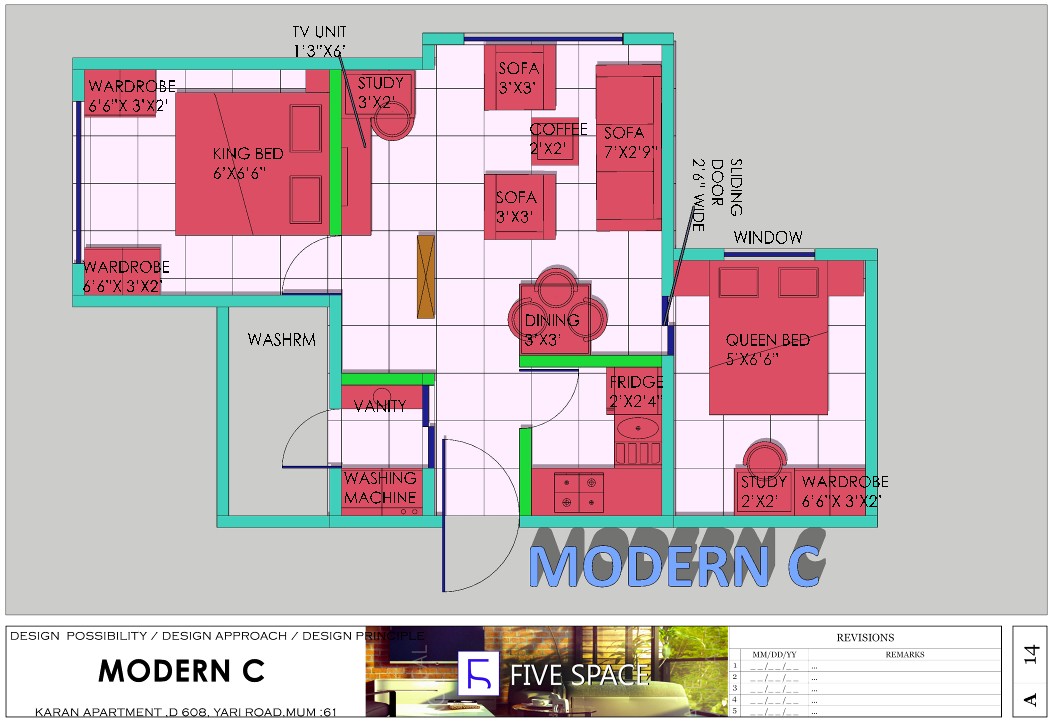 TV UNIT
1'3"X6'
WARDROBE
6'6"X 3'X2'
STUDY
3'X2'
SOFA
3'X3'
COFFEE
2'X2'
SOFA
7'X2'9"
KING BED
6'X6'6"
SOFA
3'X3'
SLIDING
DOOR
2'6" WIDE
WINDOW
WARDROBE
6'6"X 3'X2'
DINING
3'X3'
WASHRM
QUEEN BED
5'X6'6"
FRIDGE
2'X2'4"
VANITY
WASHING
MACHINE
STUDY
2'X2'
WARDROBE
6'6"X 3'X2'
MODERN C
DESIGN POSSIBILITY / DESIGN APPROACH / DESIGN PRINCIPLE
MODERN C
KARAN APARTMENT ,D 608, YARI ROAD,MUM :61
FIVE SPACE
REVISIONS
MM/DD/YY REMARKS
1 __/__/__ ...
2 __/__/__ ...
3 __/__/__ ...
4 __/__/__ ...
5 __/__/__ ...
A 14